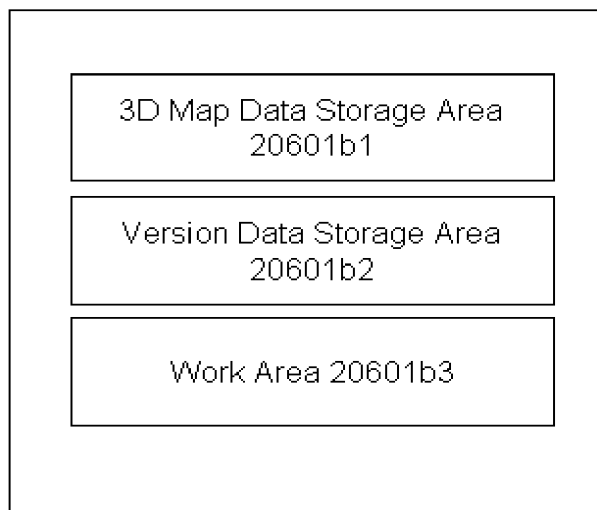 3D Map Data Storage Area
20601b1
Version Data Storage Area
20601b2
Work Area 20601b3